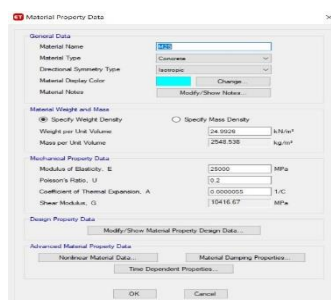 Material Property Data
General Data
Material Name M25
Material Type Concrete
Directional Symmetry Type Isotropic
Material Display Color Change...
Material Notes Modify/Show Notes...
Material Weight and Mass
Specify Weight Density Specify Mass Density
Weight per Unit Volume 24.9926 kN/m³
Mass per Unit Volume 2548.538 kg/m³
Mechanical Property Data
Modulus of Elasticity, E 25000 MPa
Poisson's Ratio, U 0.2
Coefficient of Thermal Expansion, A 0.0000055 1/C
Shear Modulus, G 10416.67 MPa
Design Property Data
Modify/Show Material Property Design Data...
Advanced Material Property Data
Nonlinear Material Data... Material Damping Properties...
Time Dependent Properties...
OK Cancel